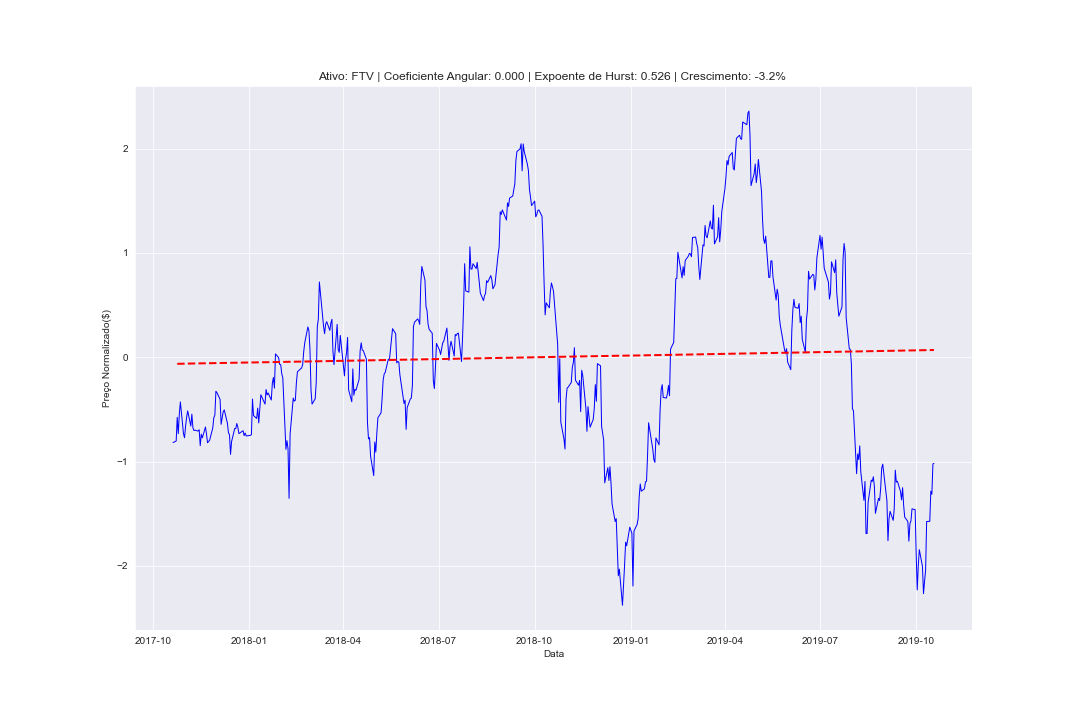 Ativo: FTV | Coeficiente Angular: 0.000 | Expoente de Hurst: 0.526 | Crescimento: -3.2%
Preço Normalizado($)
2
1
0
−1
−2
2017-10 2018-01 2018-04 2018-07 2018-10 2019-01 2019-04 2019-07 2019-10
Data